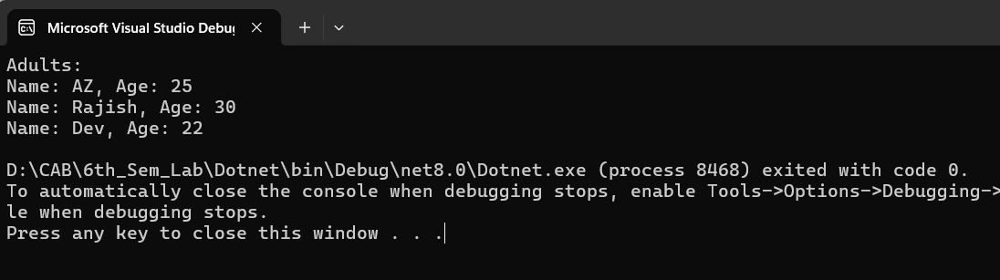 Microsoft Visual Studio Debug
Adults:
Name: AZ, Age: 25
Name: Rajish, Age: 30
Name: Dev, Age: 22
D:\CAB\6th_Sem_Lab\Dotnet\bin\Debug\net8.0\Dotnet.exe (process 8468) exited with code 0.
To automatically close the console when debugging stops, enable Tools->Options->Debugging->
le when debugging stops.
Press any key to close this window . . .